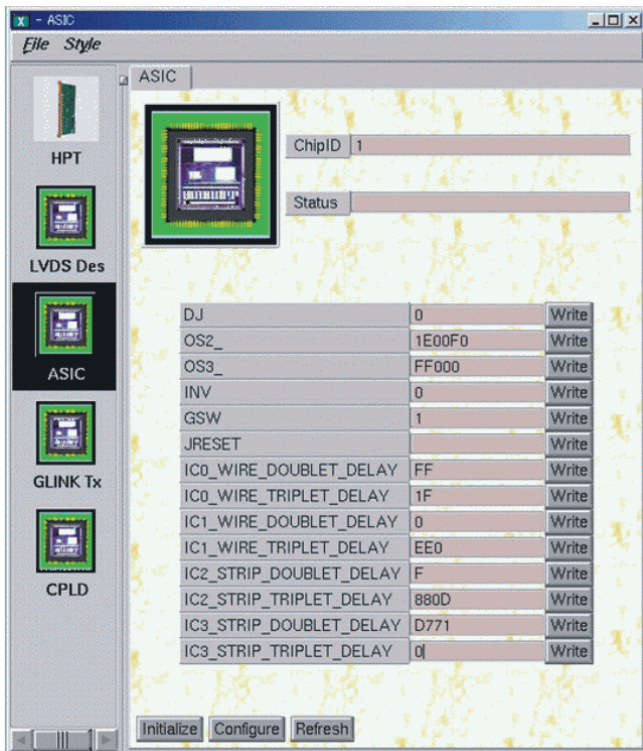 X - ASIC
File Style
HPT
LVDS Des
ASIC
GLINK Tx
CPLD
ASIC
ChipID 1
Status
DJ 0 Write
OS2_ 1E00F0 Write
OS3_ FF000 Write
INV 0 Write
GSW 1 Write
JRESET Write
IC0_WIRE_DOUBLET_DELAY FF Write
IC0_WIRE_TRIPLET_DELAY 1F Write
IC1_WIRE_DOUBLET_DELAY 0 Write
IC1_WIRE_TRIPLET_DELAY EE0 Write
IC2_STRIP_DOUBLET_DELAY F Write
IC2_STRIP_TRIPLET_DELAY 880D Write
IC3_STRIP_DOUBLET_DELAY D771 Write
IC3_STRIP_TRIPLET_DELAY 0 Write
Initialize Configure Refresh